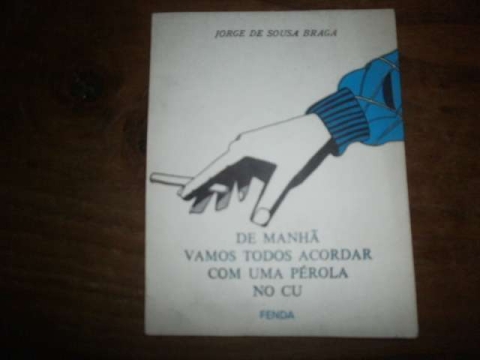 JORGE DE SOUSA BRAGA
DE MANHÃ
VAMOS TODOS ACORDAR
COM UMA PÉROLA
NO CU
FENDA